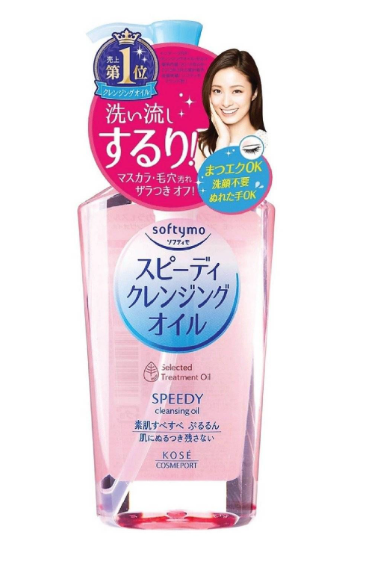 売上
第1位
クレンジングオイル
洗い流し
するり!
マスカラ・毛穴汚れ
ザラつきオフ!
まつエクOK
洗顔不要
ぬれた手OK
softymo
ソフティモ
スピーディ
クレンジング
オイル
Selected
Treatment Oil
SPEEDY
cleansing oil
素肌すべすべ ぷるるん
肌にぬるつき残さない
KOSÉ
COSMEPORT